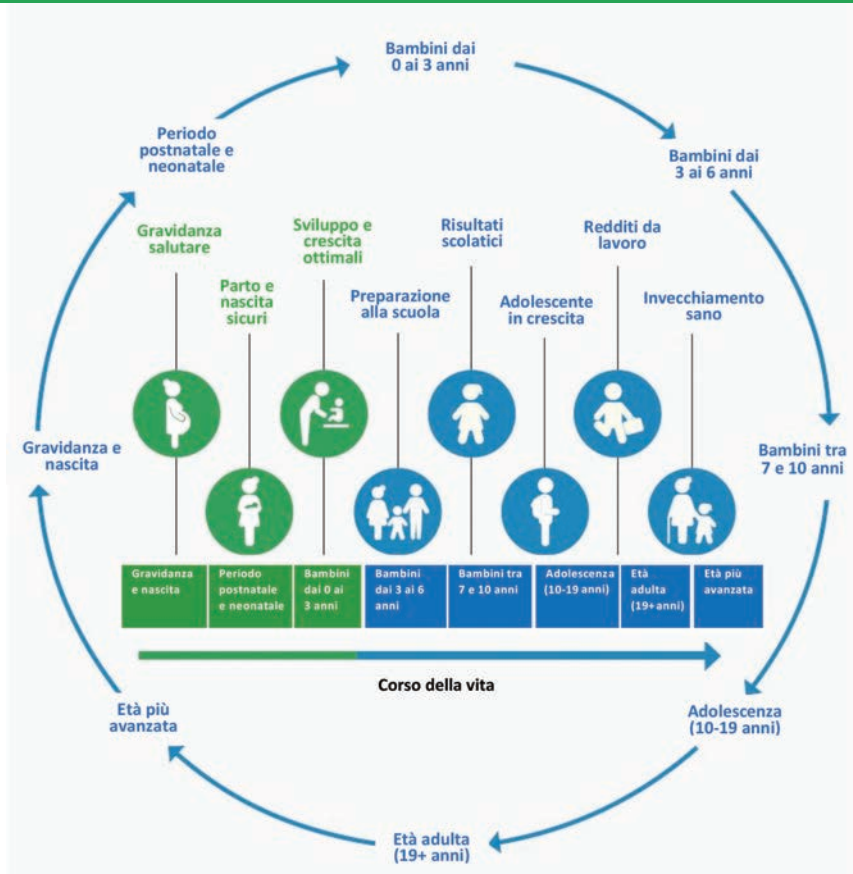 Bambini dai
0 ai 3 anni
Periodo
postnatale e
neonatale
Bambini dai
3 ai 6 anni
Gravidanza
salutare
Sviluppo e
crescita
ottimali
Risultati
scolatici
Redditi da
lavoro
Parto e
nascita
sicuri
Preparazione
alla scuola
Adolescente
in crescita
Invecchiamento
sano
Gravidanza e
nascita
Bambini tra
7 e 10 anni
Gravidanza
e nascita
Periodo
postnatale
e neonatale
Bambini
dai 0 ai
3 anni
Bambini
dai 3 ai 6
anni
Bambini tra
7 e 10 anni
Adolescenza
(10-19 anni)
Età
adulta
(19+anni)
Età più
avanzata
Corso della vita
Età più
avanzata
Adolescenza
(10-19 anni)
Età adulta
(19+ anni)